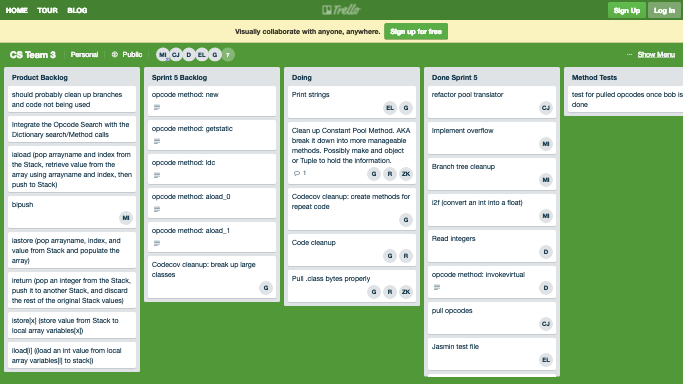 HOME TOUR BLOG
Trello
Sign Up Log In
Visually collaborate with anyone, anywhere. Sign up for free
CS Team 3 Personal Public MI CJ D EL G 7
... Show Menu
Product Backlog
should probably clean up branches
and code not being used
Integrate the Opcode Search with the
Dictionary search/Method calls
iaload (pop arrayname and index from
the Stack, retrieve value from the
array using arrayname and index, then
push to Stack)
bipush
MI
iastore (pop arrayname, index, and
value from Stack and populate the
array)
ireturn (pop an integer from the Stack,
push it to another Stack, and discard
the rest of the original Stack values)
istore[x] (store value from Stack to
local array variables[x])
iload[i] ((load an int value from local
array variables[i] to stack))
Sprint 5 Backlog
opcode method: new
opcode method: getstatic
opcode method: ldc
opcode method: aload_0
opcode method: aload_1
Codecov cleanup: break up large
classes
G
Doing
Print strings
EL G
Clean up Constant Pool Method. AKA
break it down into more manageable
methods. Possibly make and object
or Tuple to hold the information.
1 G R ZK
Codecov cleanup: create methods for
repeat code
G
Code cleanup
G R
Pull .class bytes properly
G R ZK
Done Sprint 5
refactor pool translator
CJ
Implement overflow
MI
Branch tree cleanup
MI
i2f (convert an int into a float)
MI
Read integers
D
opcode method: invokevirtual
D
pull opcodes
CJ
Jasmin test file
EL
Method Tests
test for pulled opcodes once bob is
done